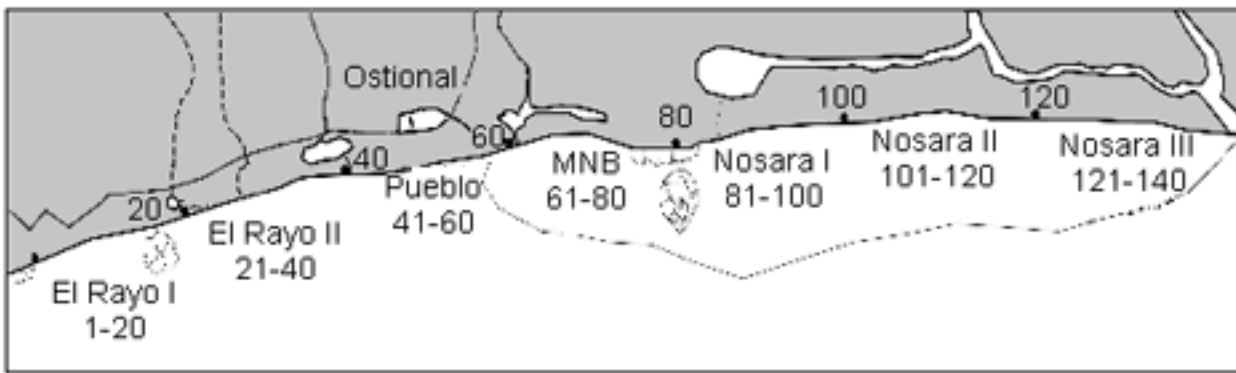 Ostional
20
40
60
80
100
120
El Rayo I
1-20
El Rayo II
21-40
Pueblo
41-60
MNB
61-80
Nosara I
81-100
Nosara II
101-120
Nosara III
121-140